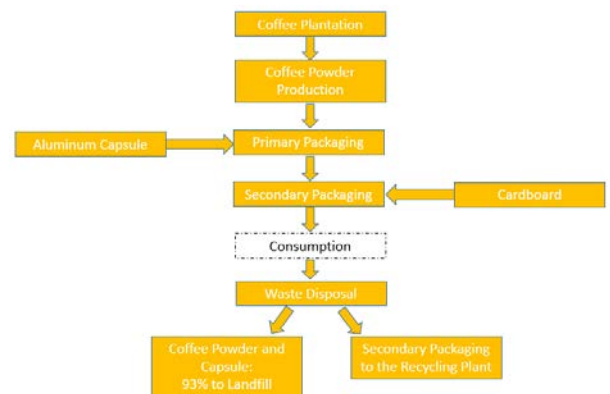 Coffee Plantation
Coffee Powder
Production
Aluminum Capsule
Primary Packaging
Secondary Packaging
Cardboard
Consumption
Waste Disposal
Coffee Powder and
Capsule:
93% to Landfill
Secondary Packaging
to the Recycling Plant